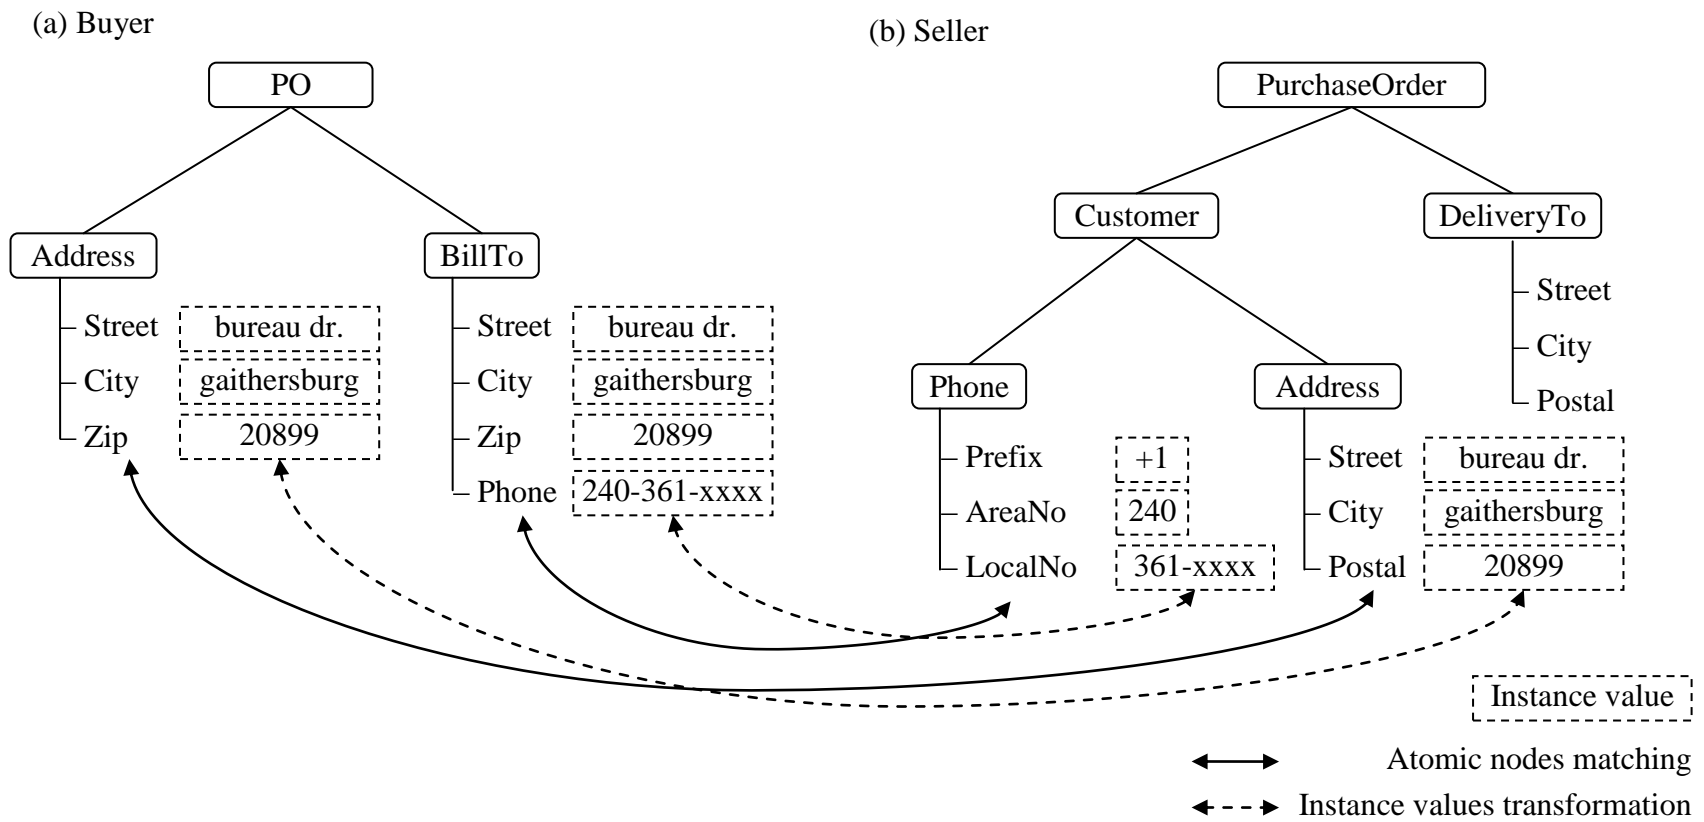 (a) Buyer
PO
Address
Street bureau dr.
City gaithersburg
Zip 20899
BillTo
Street bureau dr.
City gaithersburg
Zip 20899
Phone 240-361-xxxx
(b) Seller
PurchaseOrder
Customer
DeliveryTo
Street
City
Postal
Phone
Prefix +1
AreaNo 240
LocalNo 361-xxxx
Address
Street bureau dr.
City gaithersburg
Postal 20899
Instance value
Atomic nodes matching
Instance values transformation